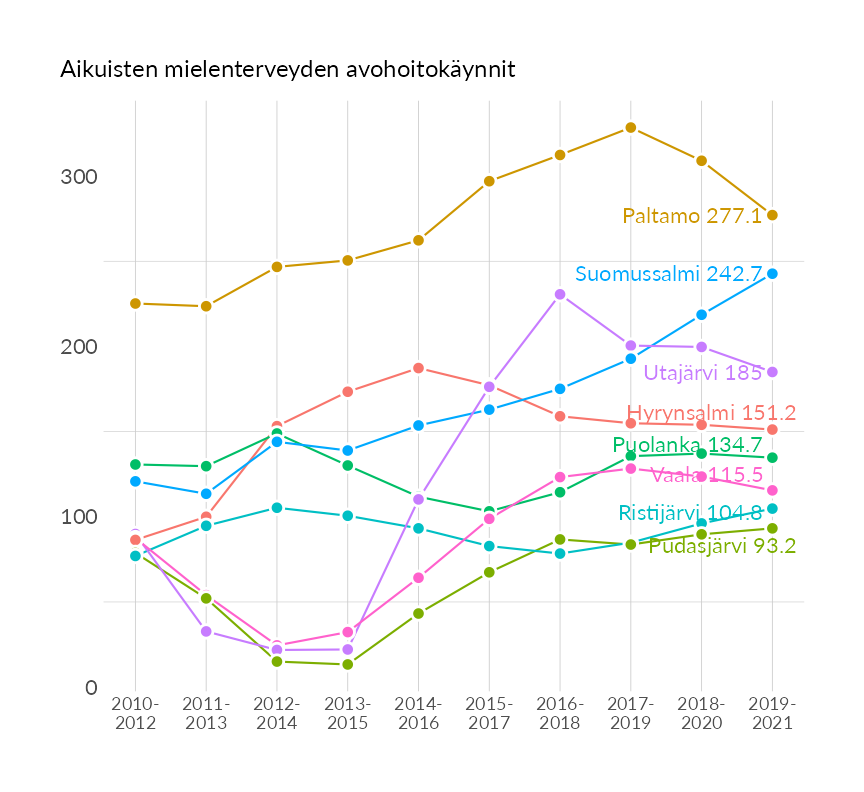 Aikuisten mielenterveyden avohoitokäynnit
300
200
100
0
Paltamo 277.1
Suomussalmi 242.7
Utajärvi 185
Hyrynsalmi 151.2
Puolanka 134.7
Vaala 115.5
Ristijärvi 104.8
Pudasjärvi 93.2
2010- 2011- 2012- 2013- 2014- 2015- 2016- 2017- 2018- 2019-
2012 2013 2014 2015 2016 2017 2018 2019 2020 2021